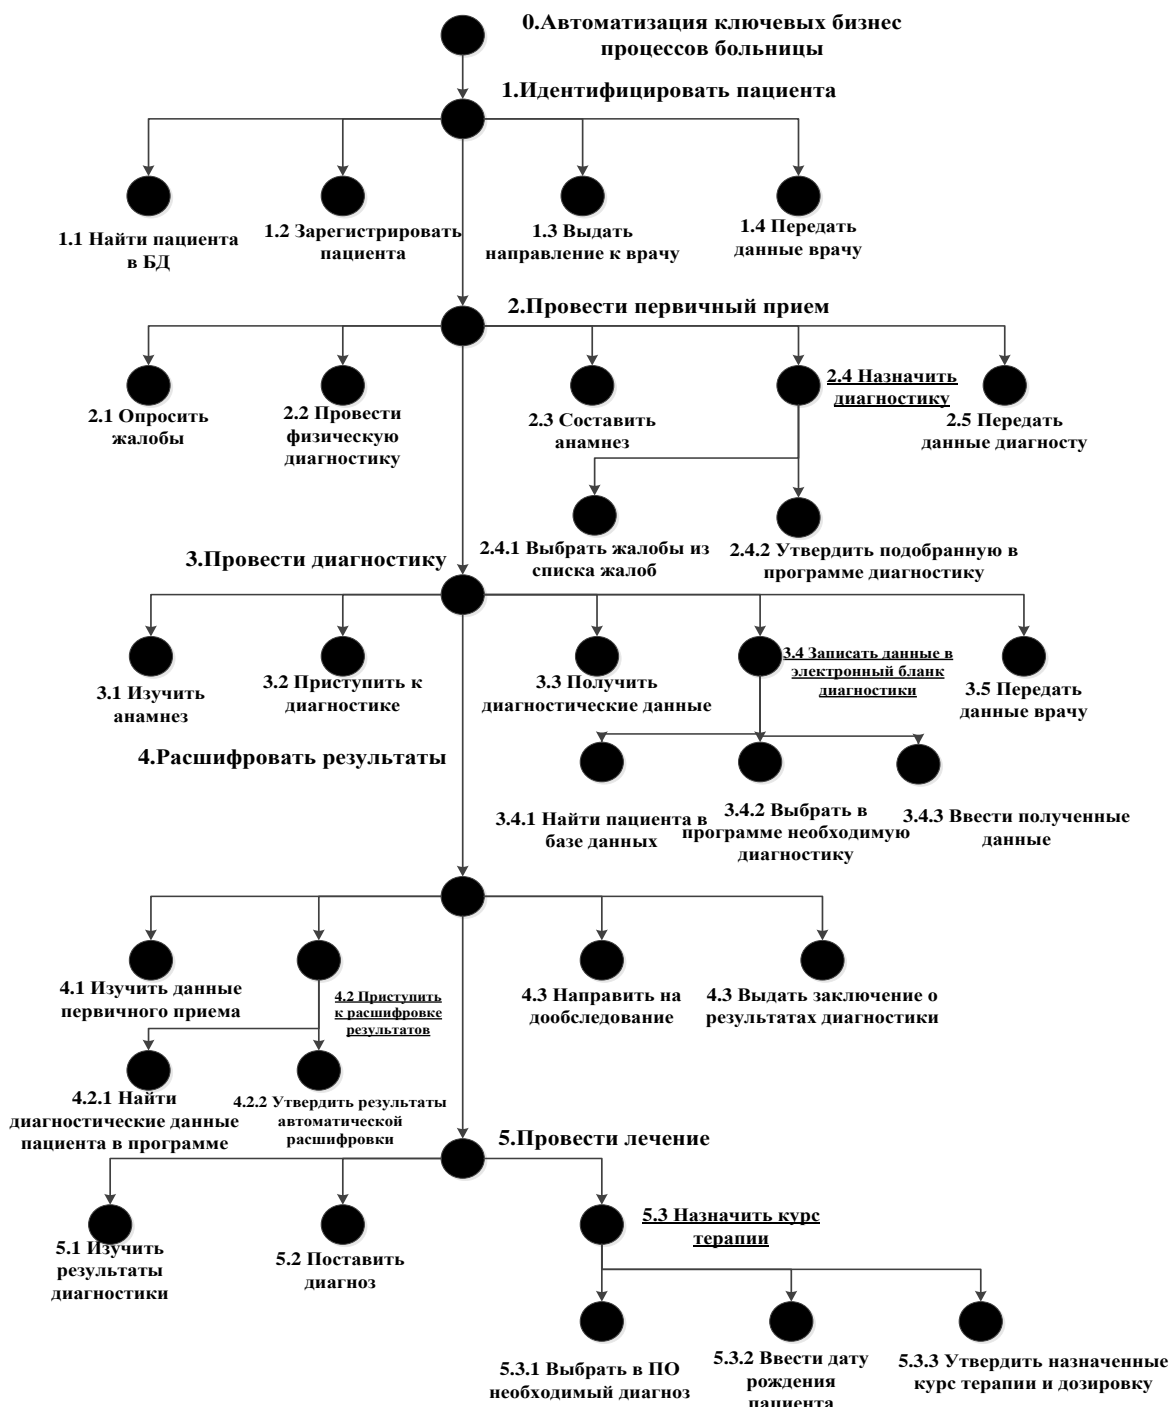 0.Автоматизация ключевых бизнес
процессов больницы
1.Идентифицировать пациента
1.1 Найти пациента
в БД
1.2 Зарегистрировать
пациента
1.3 Выдать
направление к врачу
1.4 Передать
данные врачу
2.Провести первичный прием
2.1 Опросить
жалобы
2.2 Провести
физическую
диагностику
2.3 Составить
анамнез
2.4 Назначить
диагностику
2.5 Передать
данные диагносту
2.4.1 Выбрать жалобы из
списка жалоб
2.4.2 Утвердить подобранную в
программе диагностику
3.Провести диагностику
3.1 Изучить
анамнез
3.2 Приступить к
диагностике
3.3 Получить
диагностические данные
3.4 Записать данные в
электронный бланк
диагностики
3.5 Передать
данные врачу
4.Расшифровать результаты
3.4.1 Найти пациента в
базе данных
3.4.2 Выбрать в
программе необходимую
диагностику
3.4.3 Ввести полученные
данные
4.1 Изучить данные
первичного приема
4.2 Приступить
к расшифровке
результатов
4.3 Направить на
дообследование
4.3 Выдать заключение о
результатах диагностики
4.2.1 Найти
диагностические данные
пациента в программе
4.2.2 Утвердить результаты
автоматической
расшифровки
5.Провести лечение
5.1 Изучить
результаты
диагностики
5.2 Поставить
диагноз
5.3 Назначить курс
терапии
5.3.1 Выбрать в ПО
необходимый диагноз
5.3.2 Ввести дату
рождения
пациента
5.3.3 Утвердить назначенные
курс терапии и дозировку